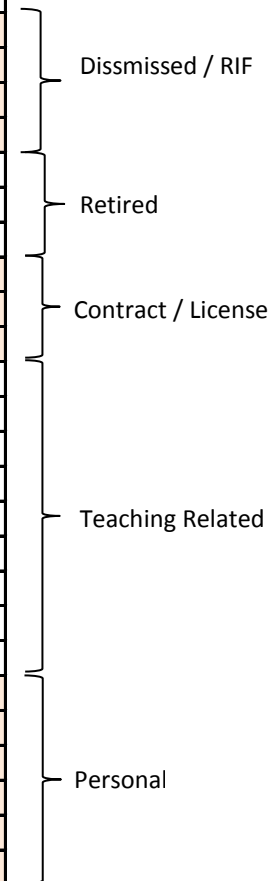 Dissmissed / RIF
Retired
Contract / License
Teaching Related
Personal